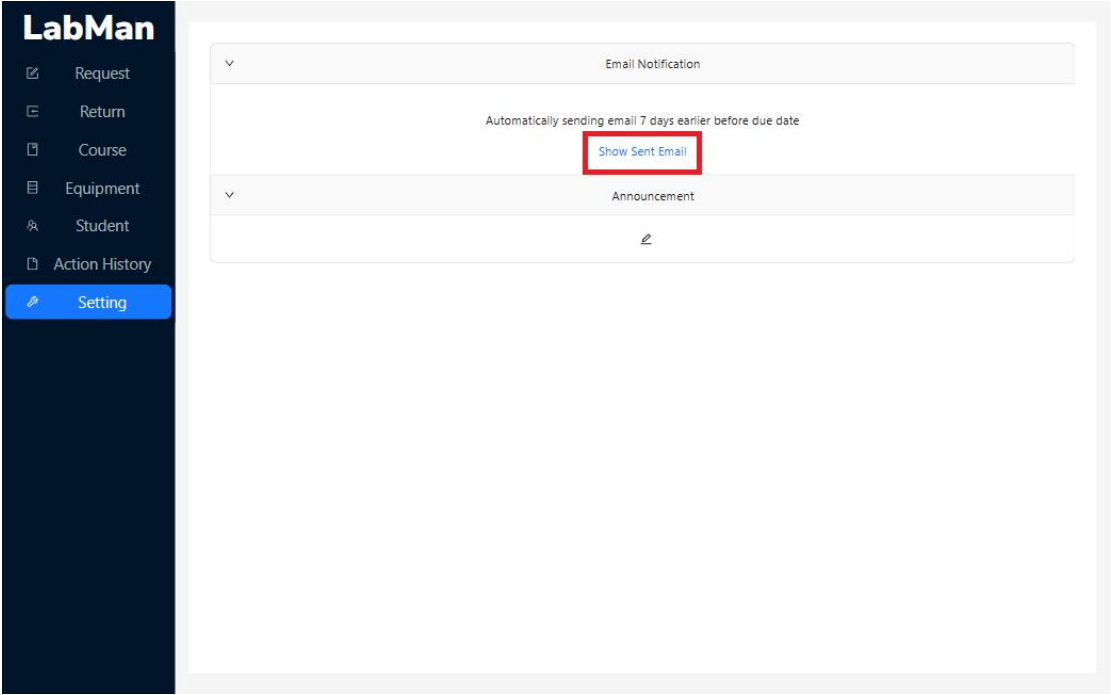 LabMan
Request
Return
Course
Equipment
Student
Action History
Setting
Email Notification
Automatically sending email 7 days earlier before due date
Show Sent Email
Announcement